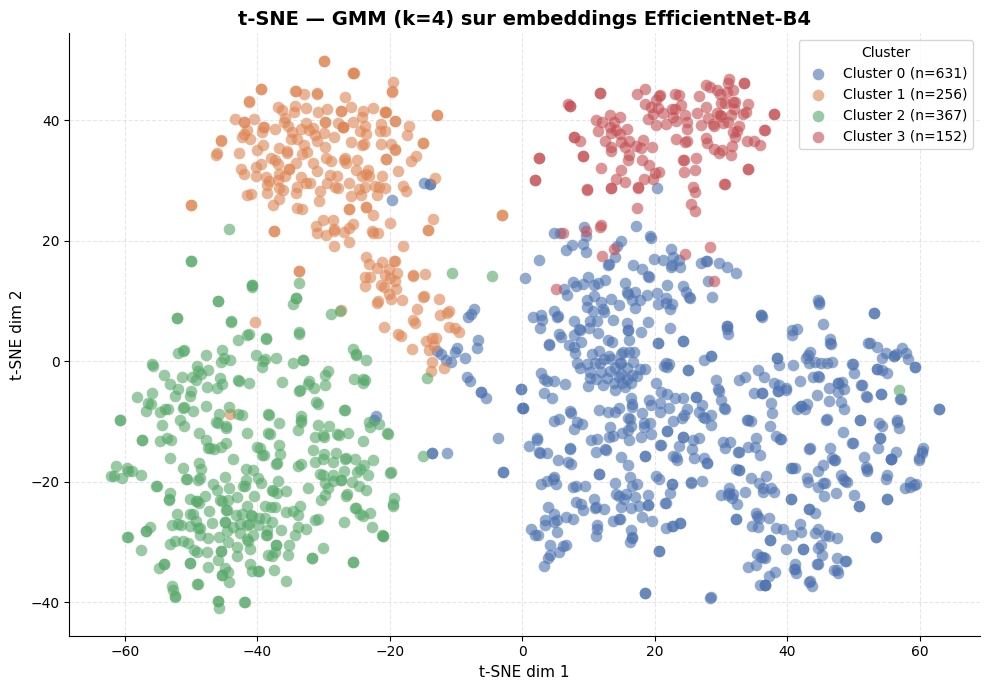 t-SNE — GMM (k=4) sur embeddings EfficientNet-B4
Cluster
Cluster 0 (n=631)
Cluster 1 (n=256)
Cluster 2 (n=367)
Cluster 3 (n=152)
t-SNE dim 2
40
20
0
−20
−40
−60
−40
−20
0
20
40
60
t-SNE dim 1